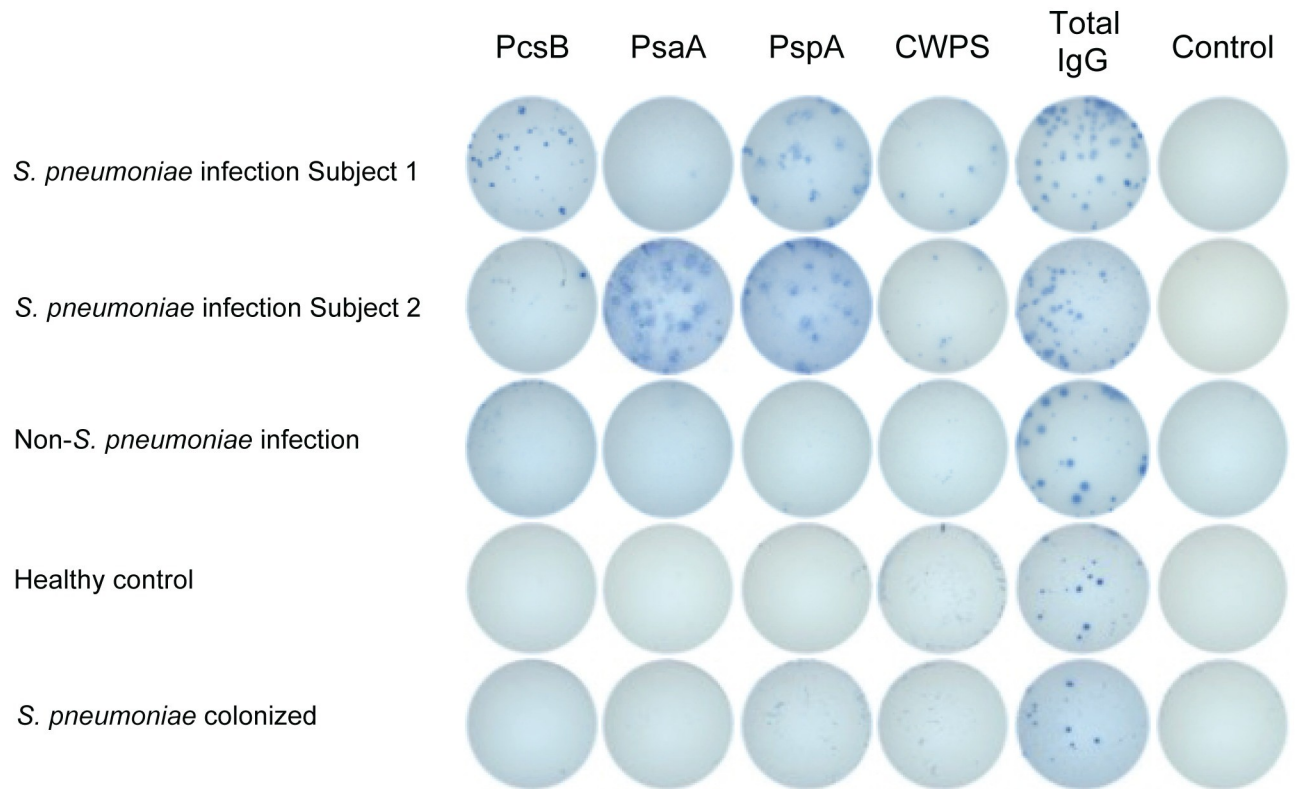 PcsB PsaA PspA CWPS Total IgG Control
S. pneumoniae infection Subject 1
S. pneumoniae infection Subject 2
Non-S. pneumoniae infection
Healthy control
S. pneumoniae colonized